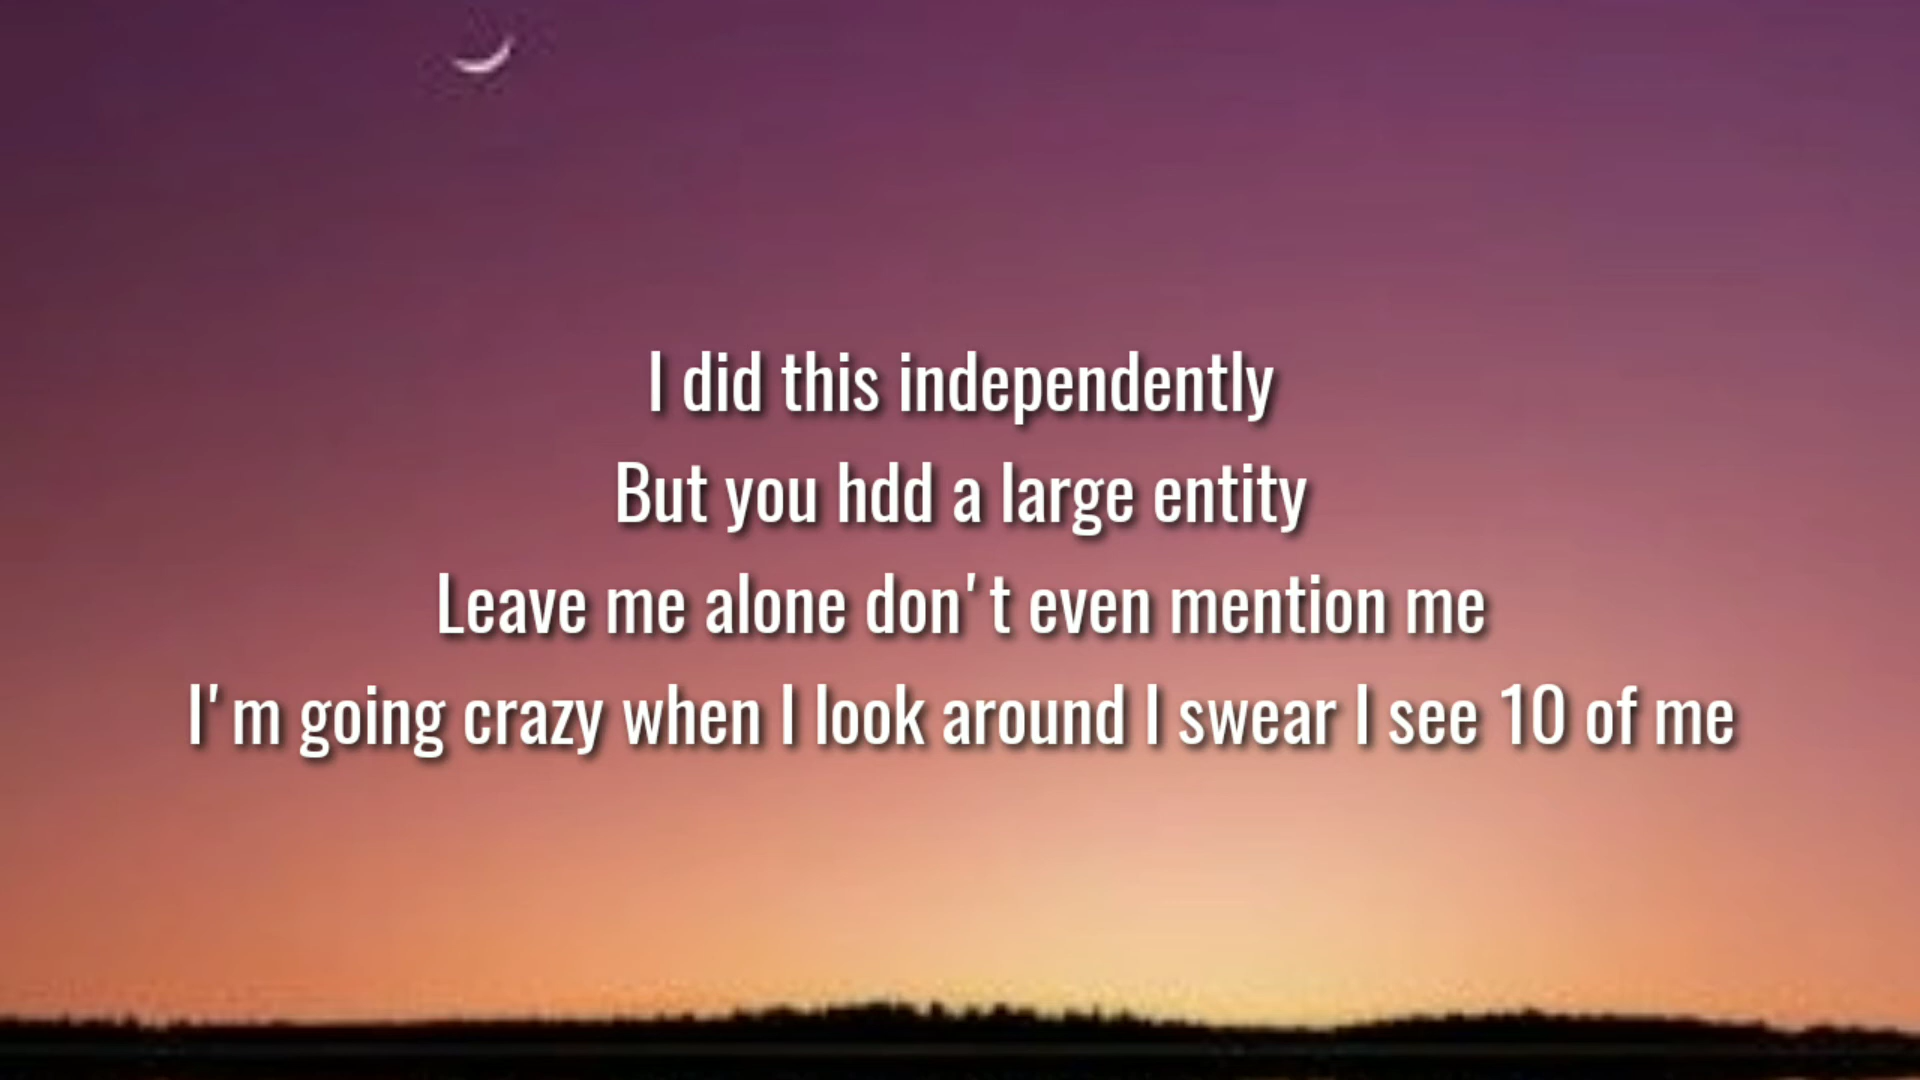 I did this independently
But you hdd a large entity
Leave me alone don't even mention me
I'm going crazy when I look around I swear I see 10 of me